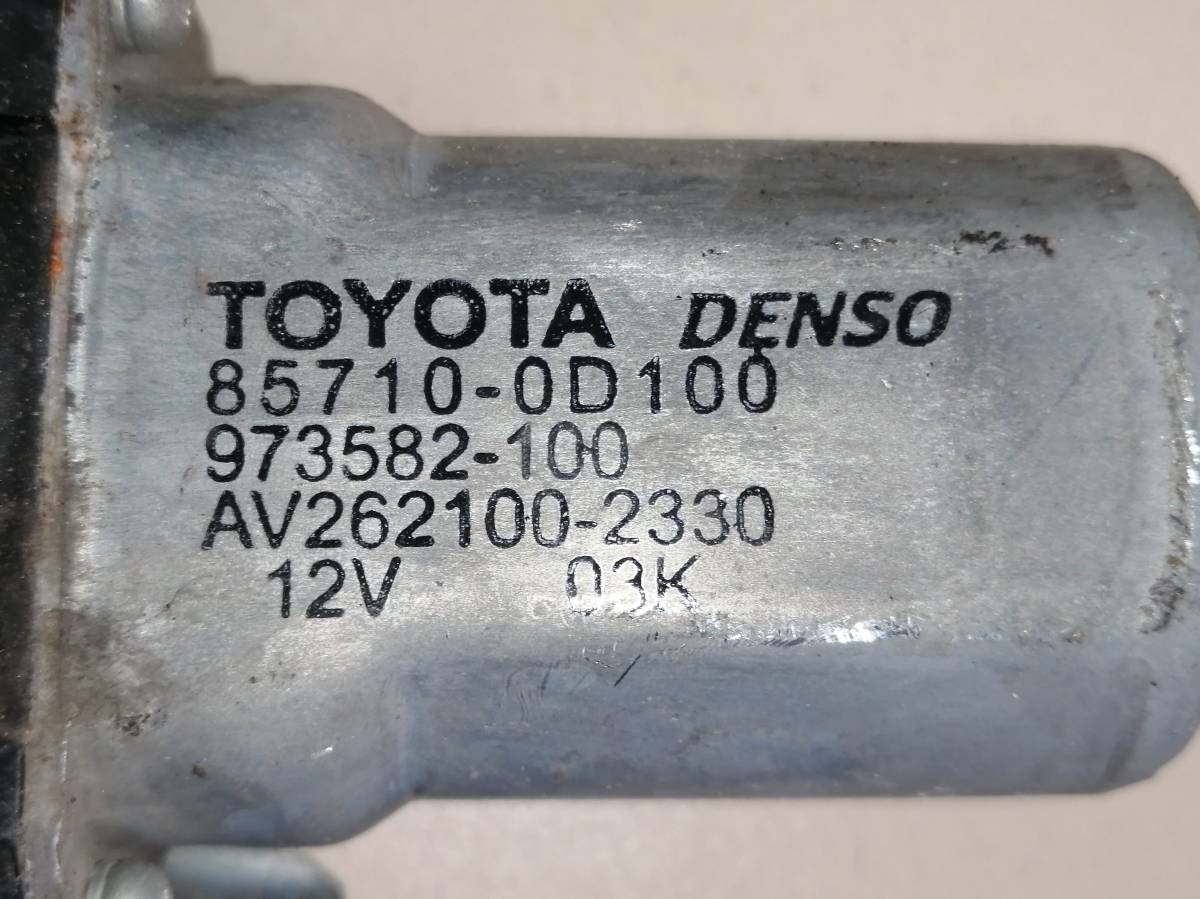 TOYOTA DENSO
85710-0D100
973582-100
AV262100-2330
12V 03K